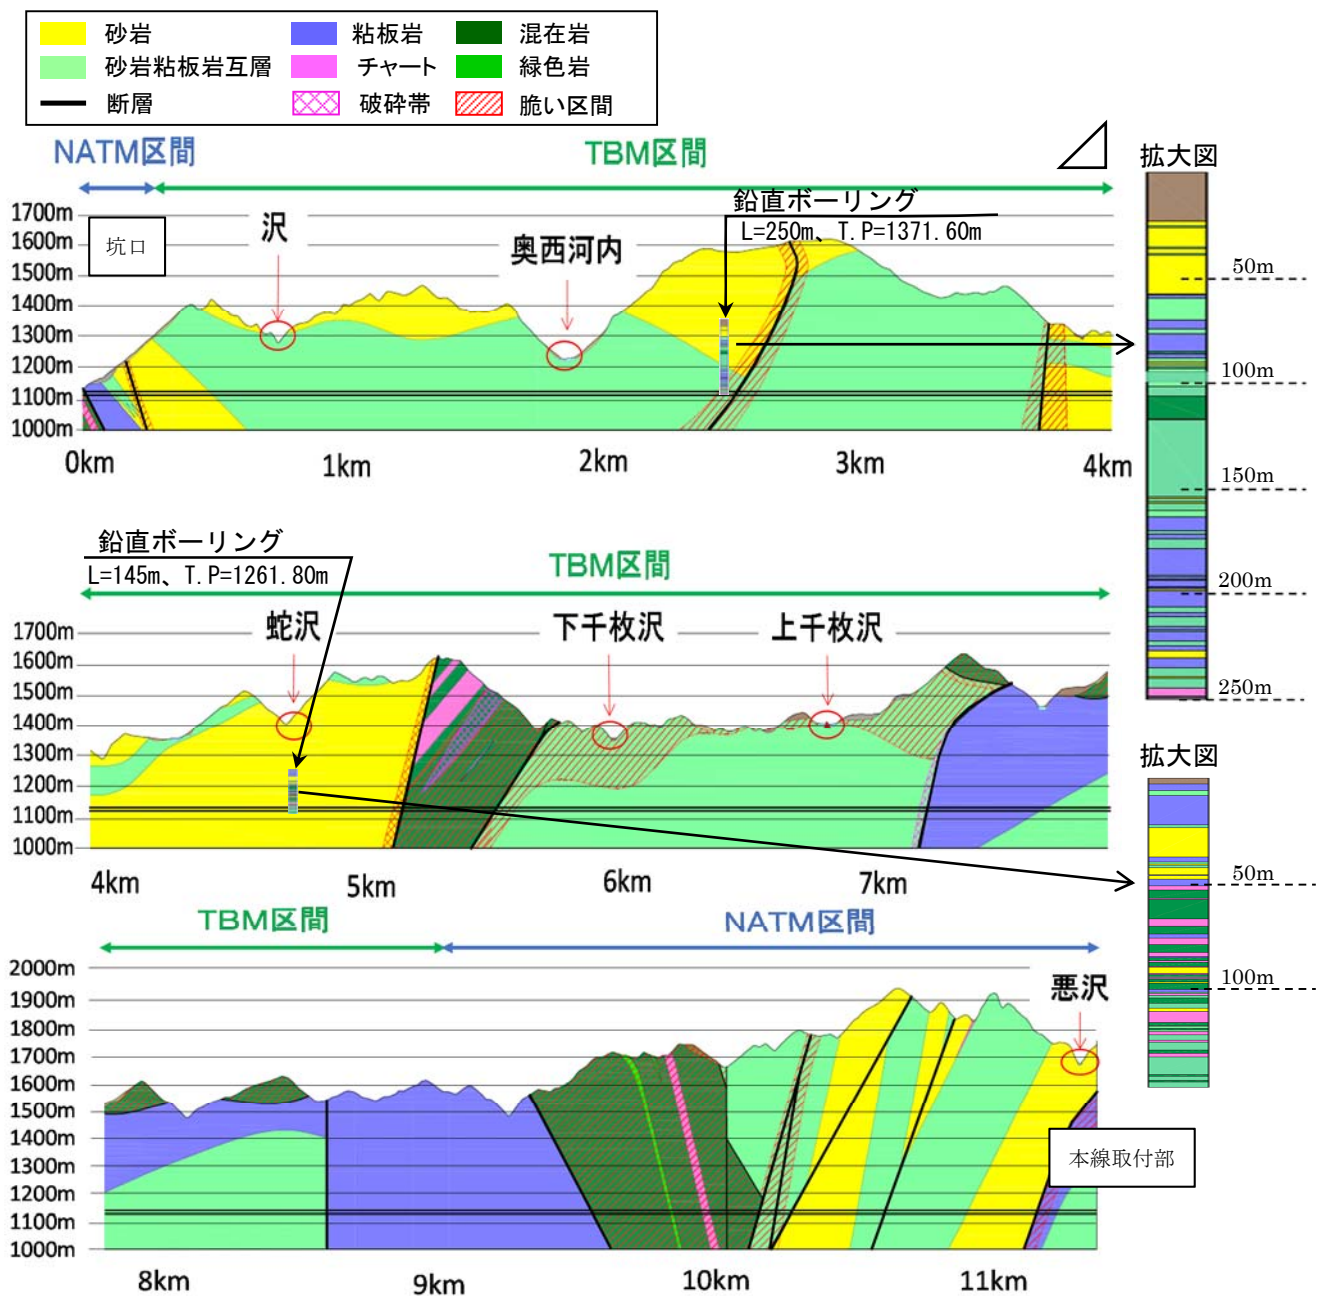 砂岩 粘板岩 混在岩
砂岩粘板岩互層 チャート 緑色岩
断層 破砕帯 脆い区間
NATM区間 TBM区間
拡大図
鉛直ボーリング
L=250m、T.P=1371.60m
1700m
1600m
1500m
1400m
1300m
1200m
1100m
1000m
坑口
沢
奥西河内
0km 1km 2km 3km 4km
50m
100m
150m
200m
250m
鉛直ボーリング
L=145m、T.P=1261.80m
TBM区間
1700m
1600m
1500m
1400m
1300m
1200m
1100m
1000m
蛇沢 下千枚沢 上千枚沢
4km 5km 6km 7km
拡大図
50m
100m
TBM区間 NATM区間
2000m
1900m
1800m
1700m
1600m
1500m
1400m
1300m
1200m
1100m
1000m
悪沢
本線取付部
8km 9km 10km 11km